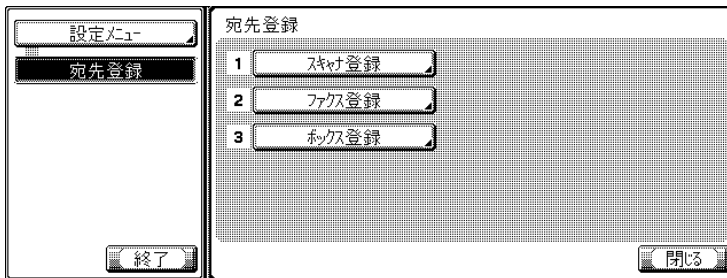 設定メニュー
宛先登録
終了
宛先登録
1 スキャナ登録
2 ファクス登録
3 ボックス登録
閉じる